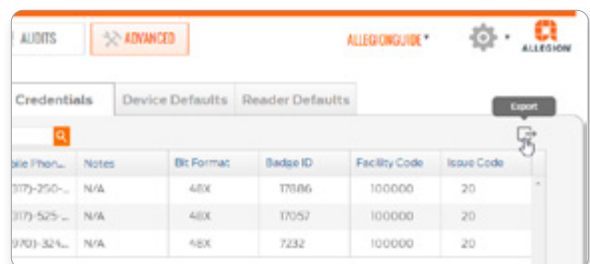 AUDITS ADVANCED ALLEGIONGUIDE ALLEGION
Credentials Device Defaults Reader Defaults
Export
Phon... Notes Bit Format Badge ID Facility Code Issue Code
N/A 48X 17886 100000 20
N/A 48X 17057 100000 20
N/A 48X 7232 100000 20